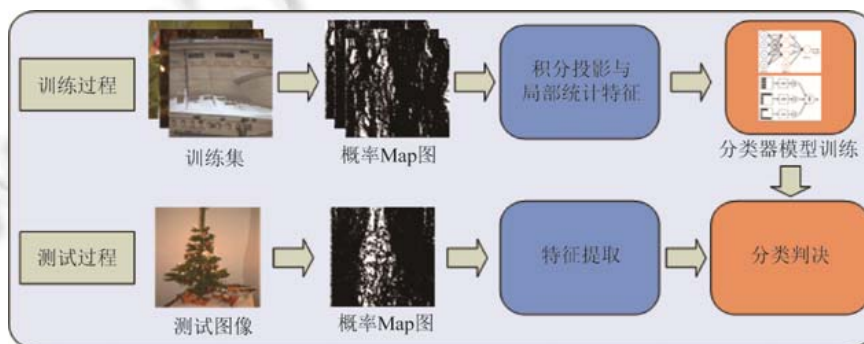 训练过程
训练集
概率Map图
积分投影与
局部统计特征
分类器模型训练
测试过程
测试图像
概率Map图
特征提取
分类判决